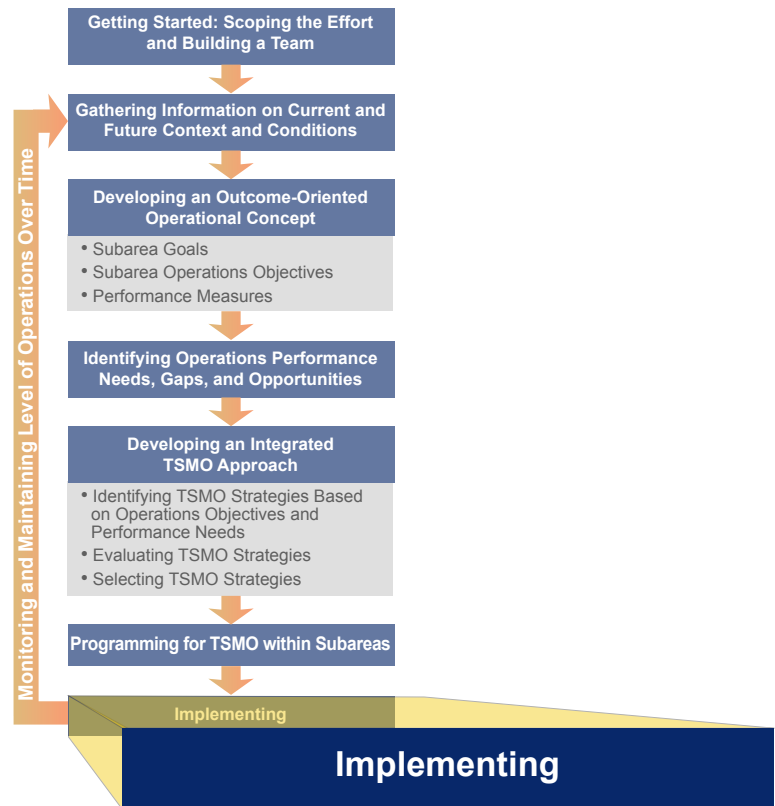 Getting Started: Scoping the Effort
and Building a Team
Gathering Information on Current and
Future Context and Conditions
Developing an Outcome-Oriented
Operational Concept
• Subarea Goals
• Subarea Operations Objectives
• Performance Measures
Identifying Operations Performance
Needs, Gaps, and Opportunities
Developing an Integrated
TSMO Approach
• Identifying TSMO Strategies Based
on Operations Objectives and
Performance Needs
• Evaluating TSMO Strategies
• Selecting TSMO Strategies
Programming for TSMO within Subareas
Implementing
Implementing
Monitoring and Maintaining Level of Operations Over Time